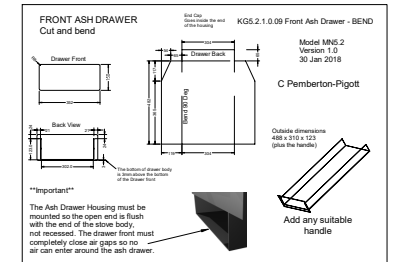 FRONT ASH DRAWER
Cut and bend
End Cap
Goes inside the end
of the housing
KG5.2.1.0.09 Front Ash Drawer - BEND
Model MN5.2
Version 1.0
30 Jan 2018
C Pemberton-Pigott
Drawer Front
Drawer Back
Bend 90 Deg
Back View
The bottom of drawer body
is 3mm above the bottom
of the Drawer front
Outside dimensions
488 x 310 x 123
(plus the handle)
**Important**
The Ash Drawer Housing must be
mounted so the open end is flush
with the end of the stove body,
not recessed. The drawer front must
completely close air gaps so no
air can enter around the ash drawer.
Add any suitable
handle